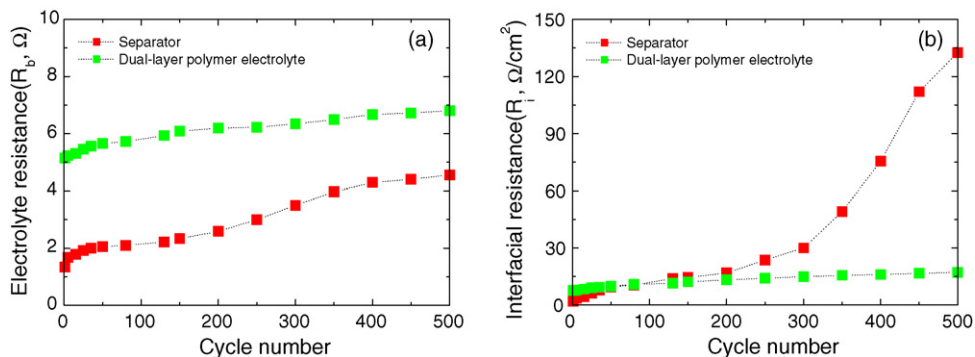 10
8
6
4
2
0
Electrolyte resistance(R_b, Ω)
(a)
Separator
Dual-layer polymer electrolyte
0 100 200 300 400 500
Cycle number
150
120
90
60
30
0
Interfacial resistance(R_i, Ω/cm²)
(b)
Separator
Dual-layer polymer electrolyte
0 100 200 300 400 500
Cycle number